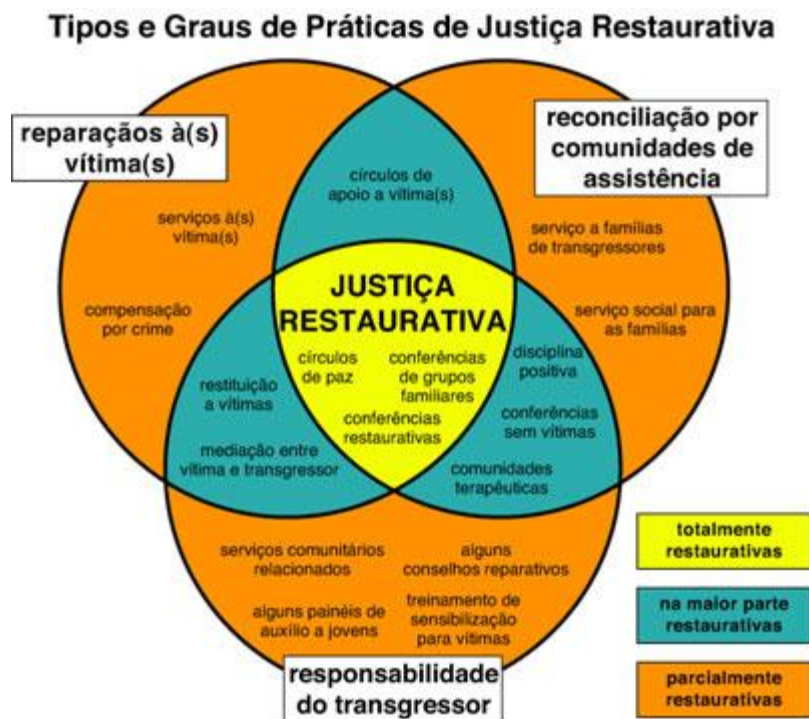 Tipos e Graus de Práticas de Justiça Restaurativa
reparaçãos à(s)
vítima(s)
reconciliação por
comunidades de
assistência
círculos de
apoio a vítima(s)
serviços à(s)
vítima(s)
serviço a famílias
de transgressores
compensação
por crime
serviço social para
as famílias
JUSTIÇA
RESTAURATIVA
círculos
de paz
conferências
de grupos
familiares
conferências
restaurativas
disciplina
positiva
restituição
a vítimas
conferências
sem vítimas
mediação entre
vítima e transgressor
comunidades
terapêuticas
serviços comunitários
relacionados
alguns
conselhos reparativos
alguns painéis de
auxílio a jovens
treinamento de
sensibilização
para vítimas
responsabilidade
do transgressor
totalmente
restaurativas
na maior parte
restaurativas
parcialmente
restaurativas